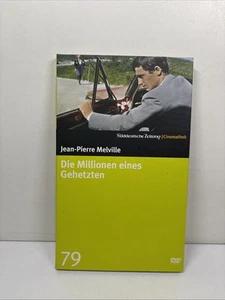 Süddeutsche Zeitung | Cinemathek
Jean-Pierre Melville
Die Millionen eines
Gehetzten
79
DVD